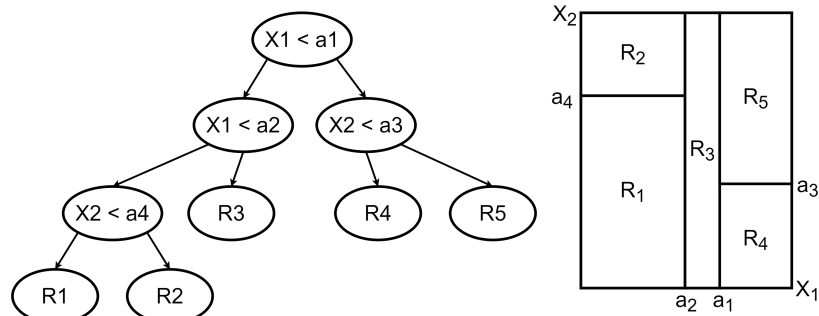 X1 < a1
X1 < a2
X2 < a3
X2 < a4
R3
R4
R5
R1
R2
X₂
R₂
R₅
a₄
R₃
R₁
a₃
R₄
X₁
a₂
a₁